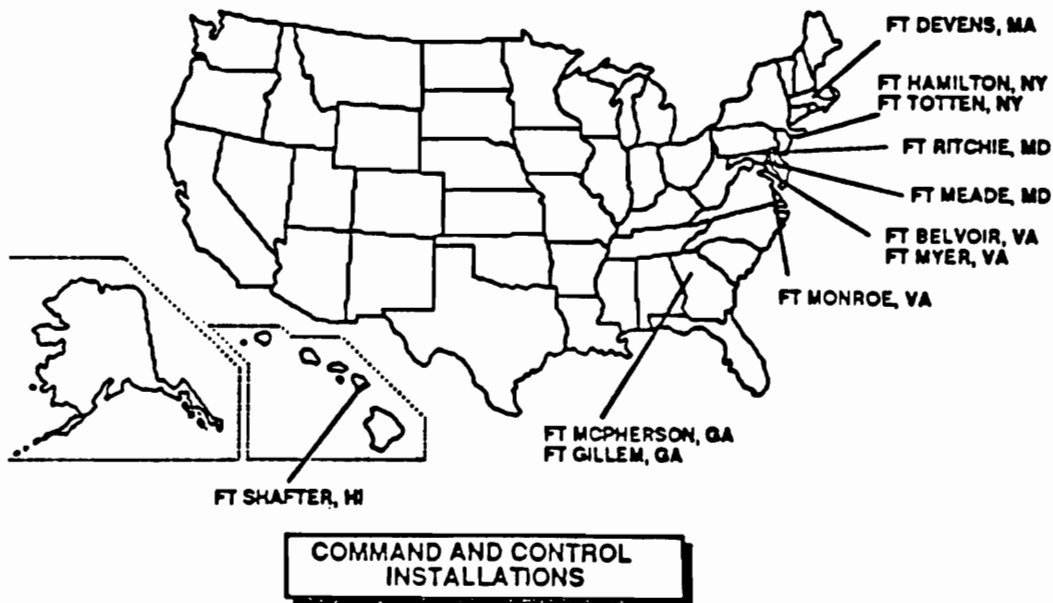 FT DEVENS, MA
FT HAMILTON, NY
FT TOTTEN, NY
FT RITCHIE, MD
FT MEADE, MD
FT BELVOIR, VA
FT MYER, VA
FT MONROE, VA
FT MCPHERSON, GA
FT GILLEM, GA
FT SHAFTER, HI
COMMAND AND CONTROL
INSTALLATIONS